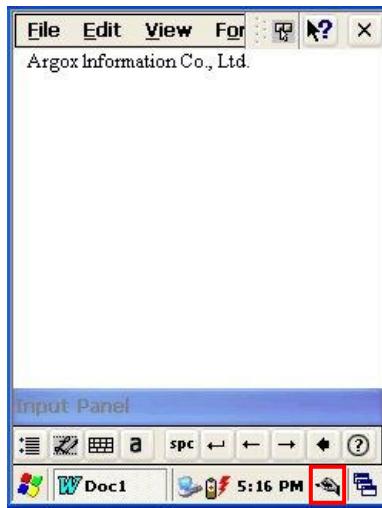 File Edit View For
Argox Information Co., Ltd.
Input Panel
a spc
Doc1 5:16 PM